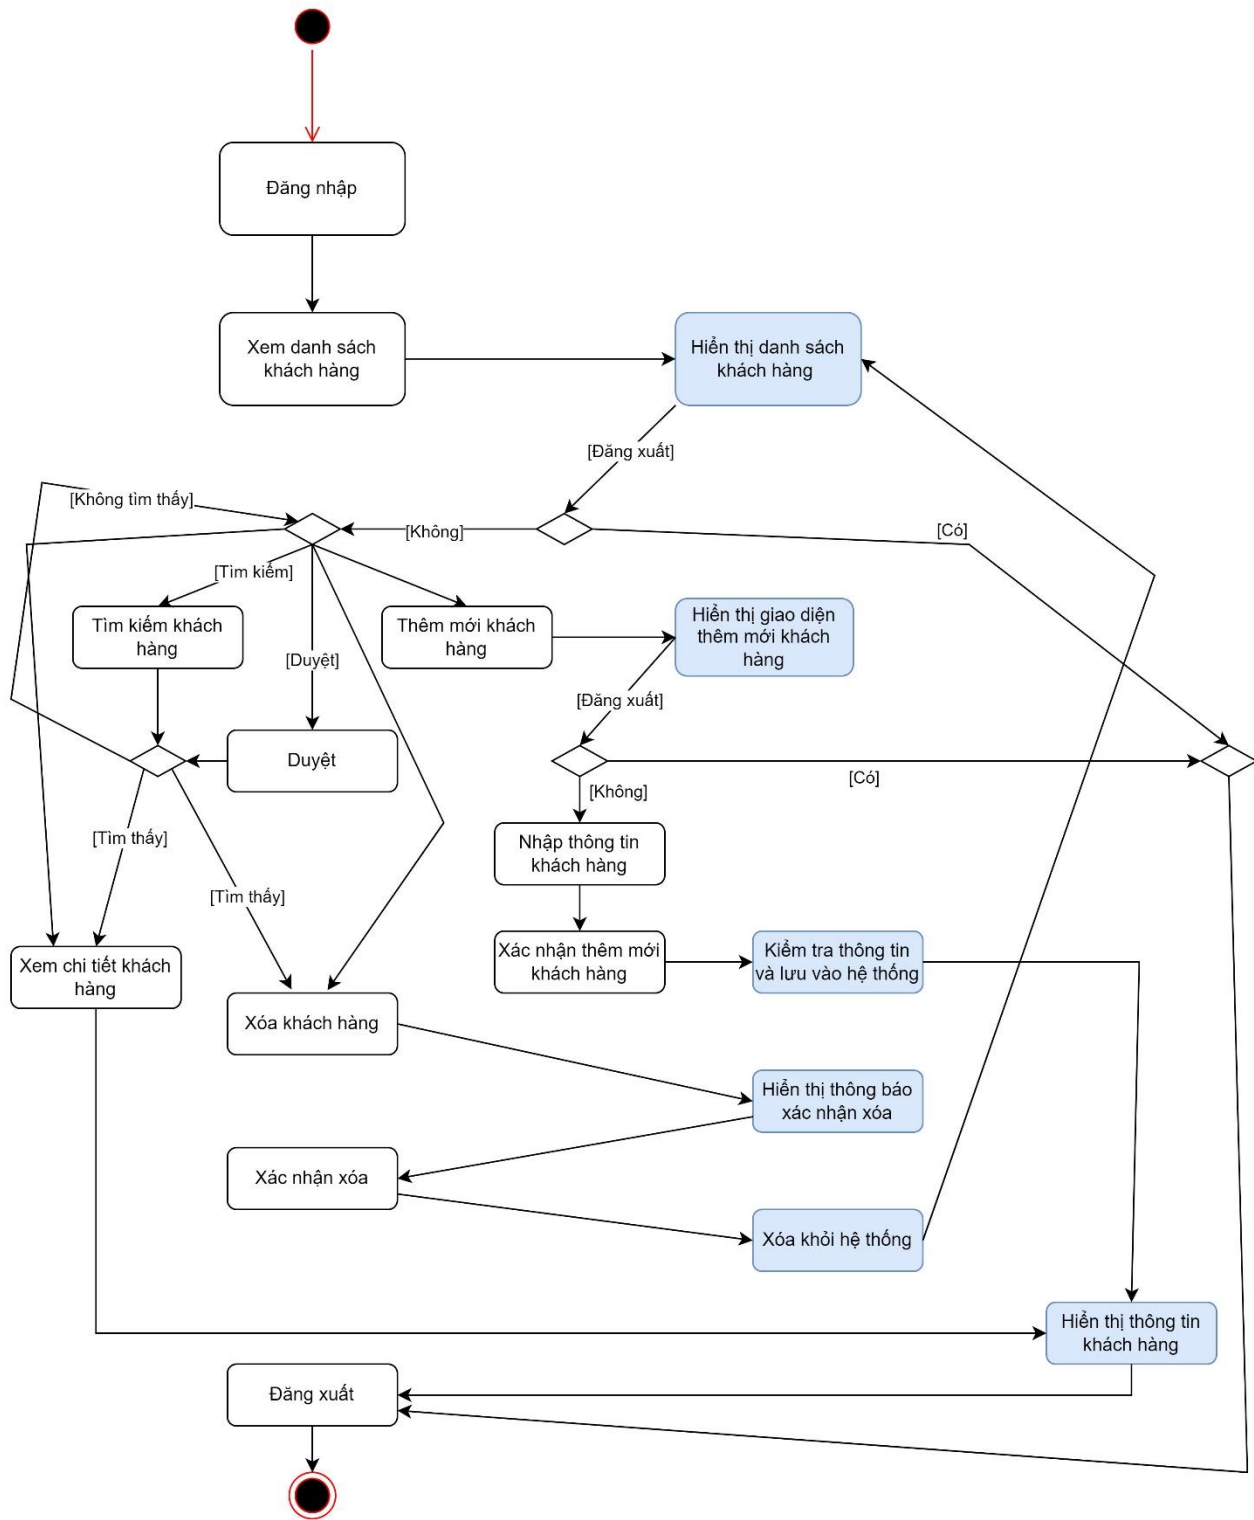 Đăng nhập
Xem danh sách
khách hàng
Hiển thị danh sách
khách hàng
[Đăng xuất]
[Không tìm thấy]
[Không]
[Có]
[Tìm kiếm]
Tìm kiếm khách
hàng
Thêm mới khách
hàng
Hiển thị giao diện
thêm mới khách
hàng
[Duyệt]
[Đăng xuất]
Duyệt
[Có]
[Không]
[Tìm thấy]
Nhập thông tin
khách hàng
[Tìm thấy]
Xem chi tiết khách
hàng
Xác nhận thêm mới
khách hàng
Kiểm tra thông tin
và lưu vào hệ thống
Xóa khách hàng
Hiển thị thông báo
xác nhận xóa
Xác nhận xóa
Xóa khỏi hệ thống
Hiển thị thông tin
khách hàng
Đăng xuất